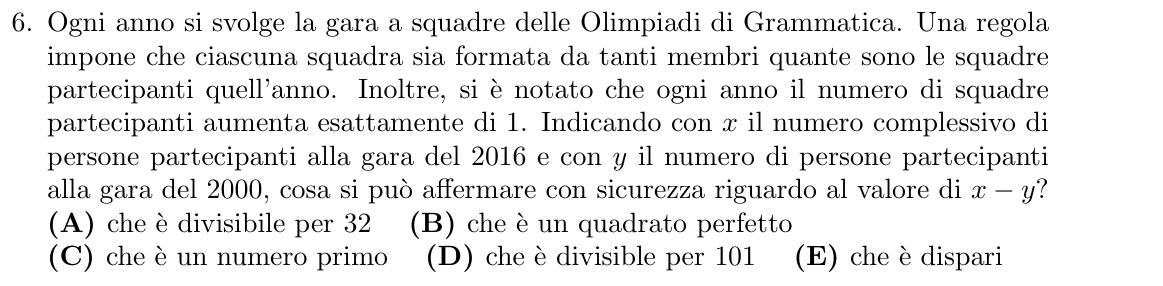 6. Ogni anno si svolge la gara a squadre delle Olimpiadi di Grammatica. Una regola
impone che ciascuna squadra sia formata da tanti membri quante sono le squadre
partecipanti quell'anno. Inoltre, si è notato che ogni anno il numero di squadre
partecipanti aumenta esattamente di 1. Indicando con x il numero complessivo di
persone partecipanti alla gara del 2016 e con y il numero di persone partecipanti
alla gara del 2000, cosa si può affermare con sicurezza riguardo al valore di x − y?
(A) che è divisibile per 32 (B) che è un quadrato perfetto
(C) che è un numero primo (D) che è divisible per 101 (E) che è dispari